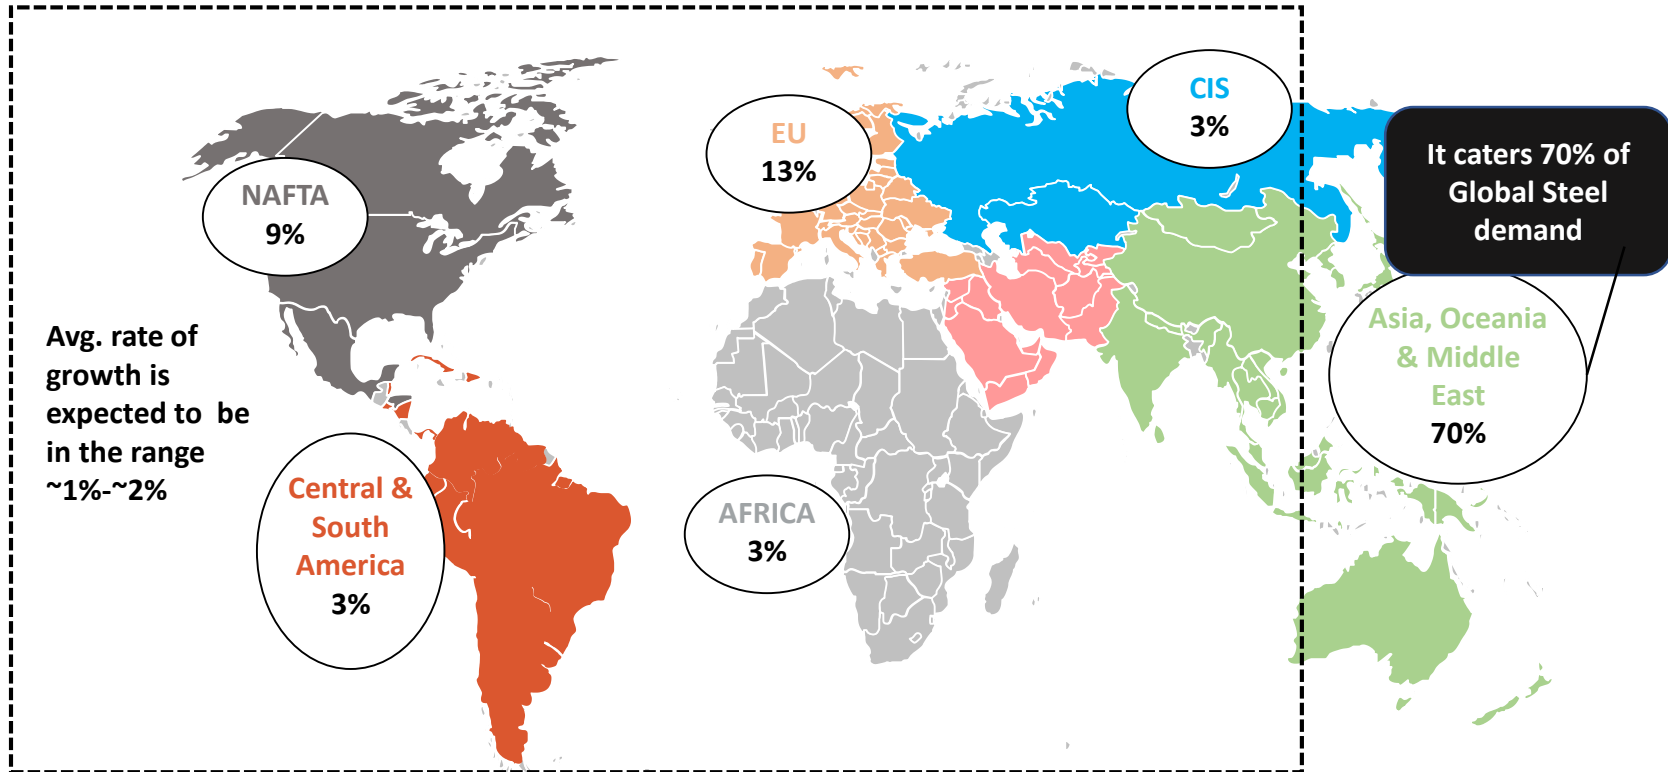 CIS
3%
EU
13%
It caters 70% of
Global Steel
demand
NAFTA
9%
Avg. rate of
growth is
expected to  be
in the range
~1%-~2%
Asia, Oceania
& Middle
East
70%
Central &
South
America
3%
AFRICA
3%